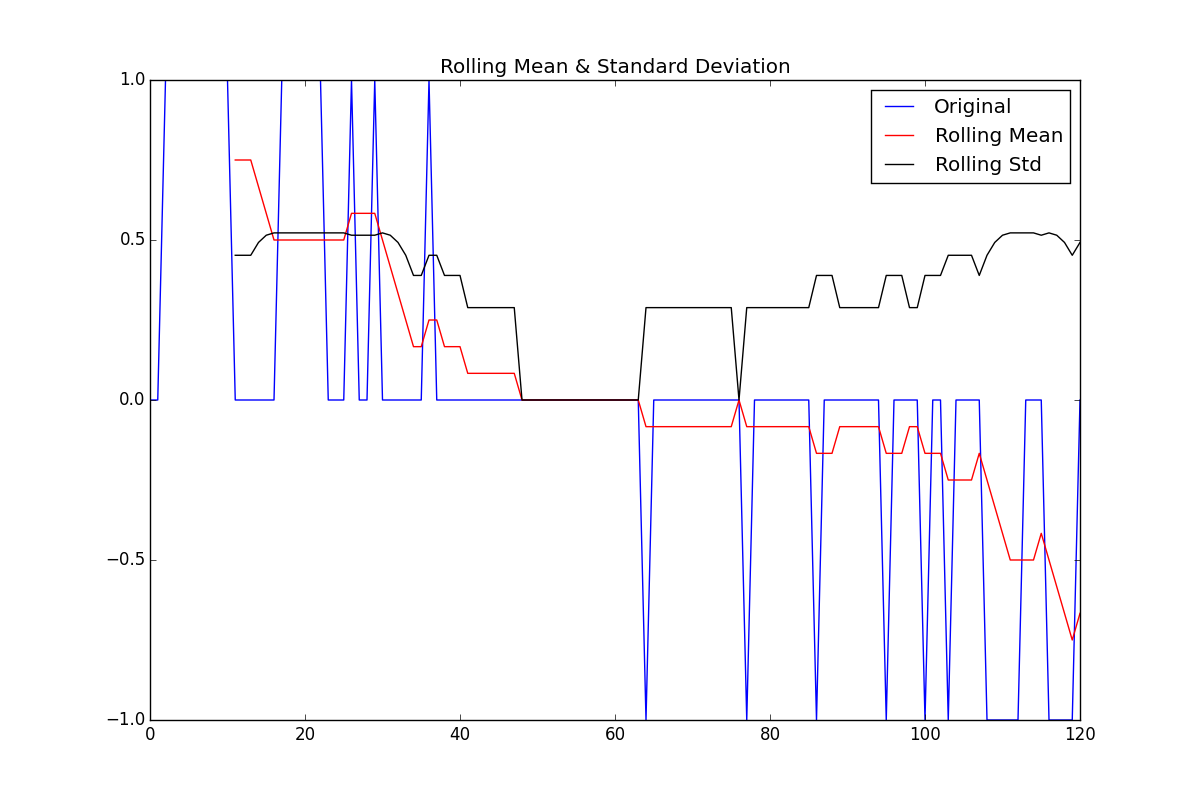 Rolling Mean & Standard Deviation
1.0
0.5
0.0
−0.5
−1.0
0 20 40 60 80 100 120
Original
Rolling Mean
Rolling Std